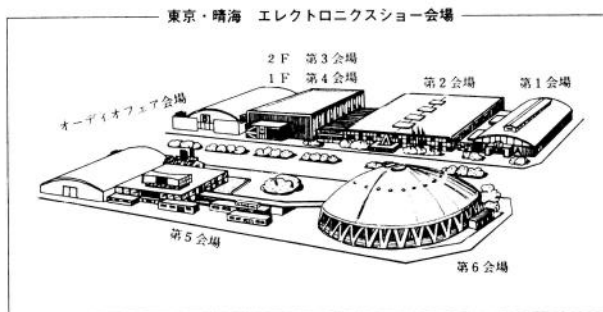 東京・晴海 エレクトロニクスショー会場
2F 第3会場
1F 第4会場
第2会場
第1会場
オーディオフェア会場
第5会場
第6会場